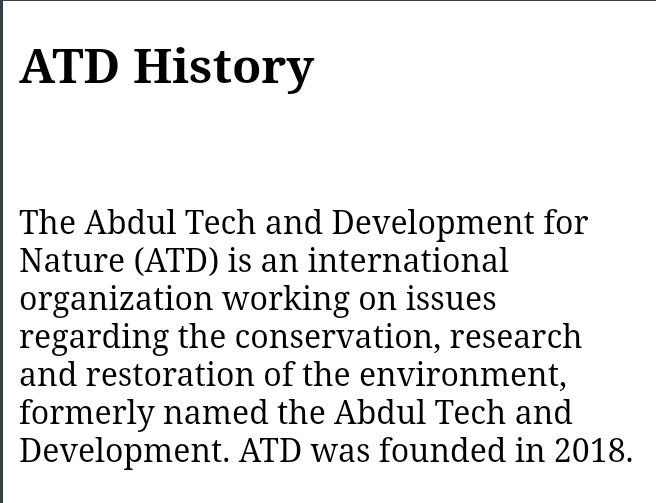 ATD History
The Abdul Tech and Development for
Nature (ATD) is an international
organization working on issues
regarding the conservation, research
and restoration of the environment,
formerly named the Abdul Tech and
Development. ATD was founded in 2018.